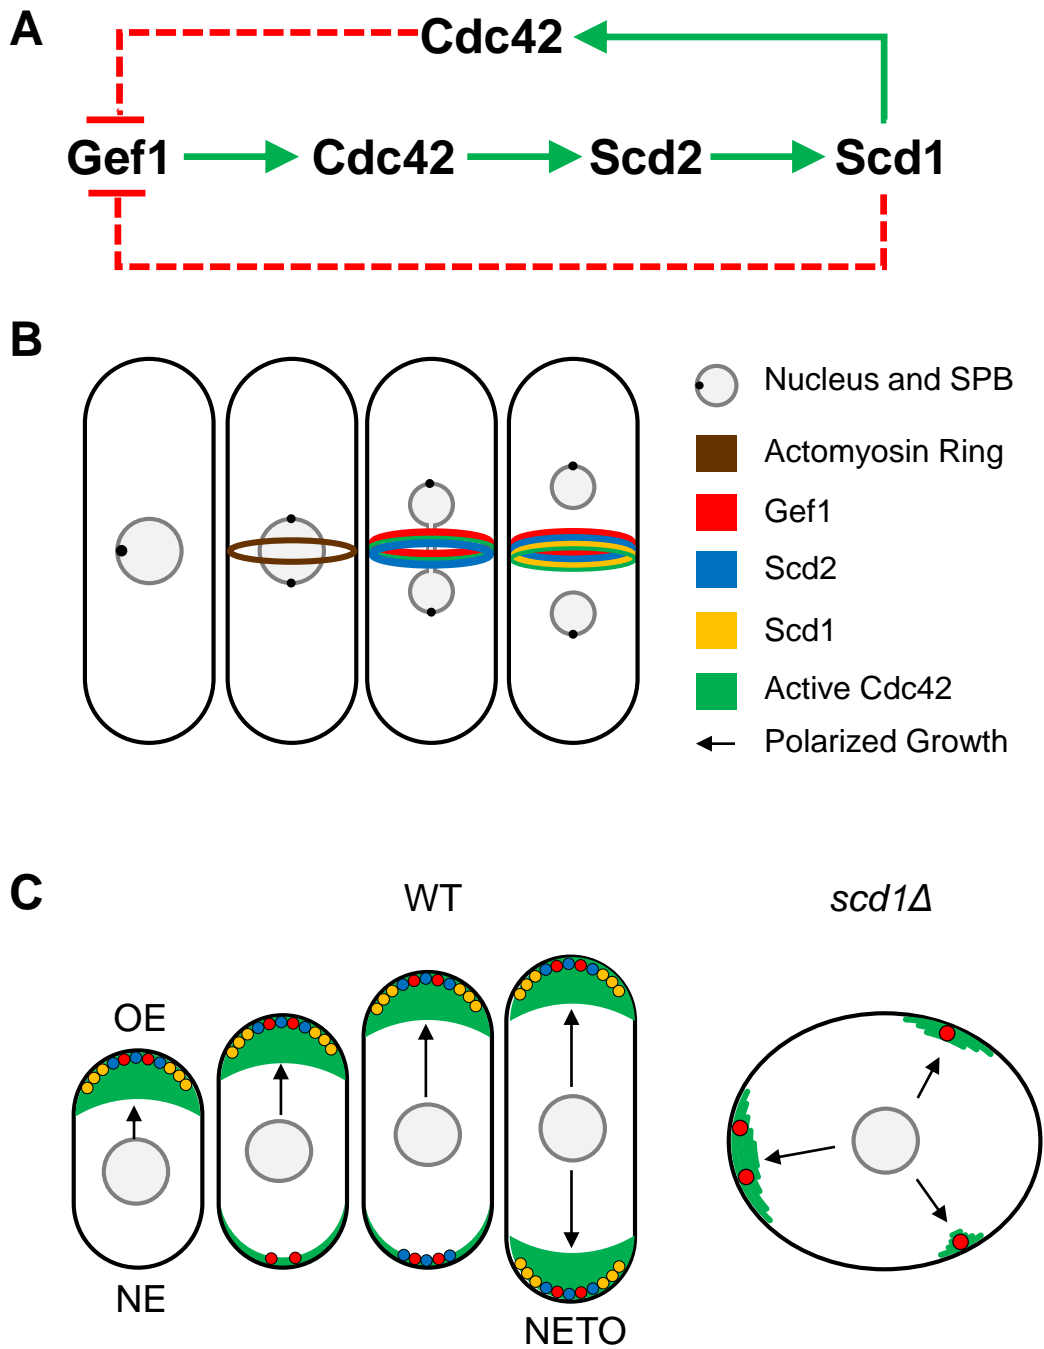 A
Cdc42
Gef1 Cdc42 Scd2 Scd1
B
Nucleus and SPB
Actomyosin Ring
Gef1
Scd2
Scd1
Active Cdc42
Polarized Growth
C
WT
scd1Δ
OE
NE
NETO